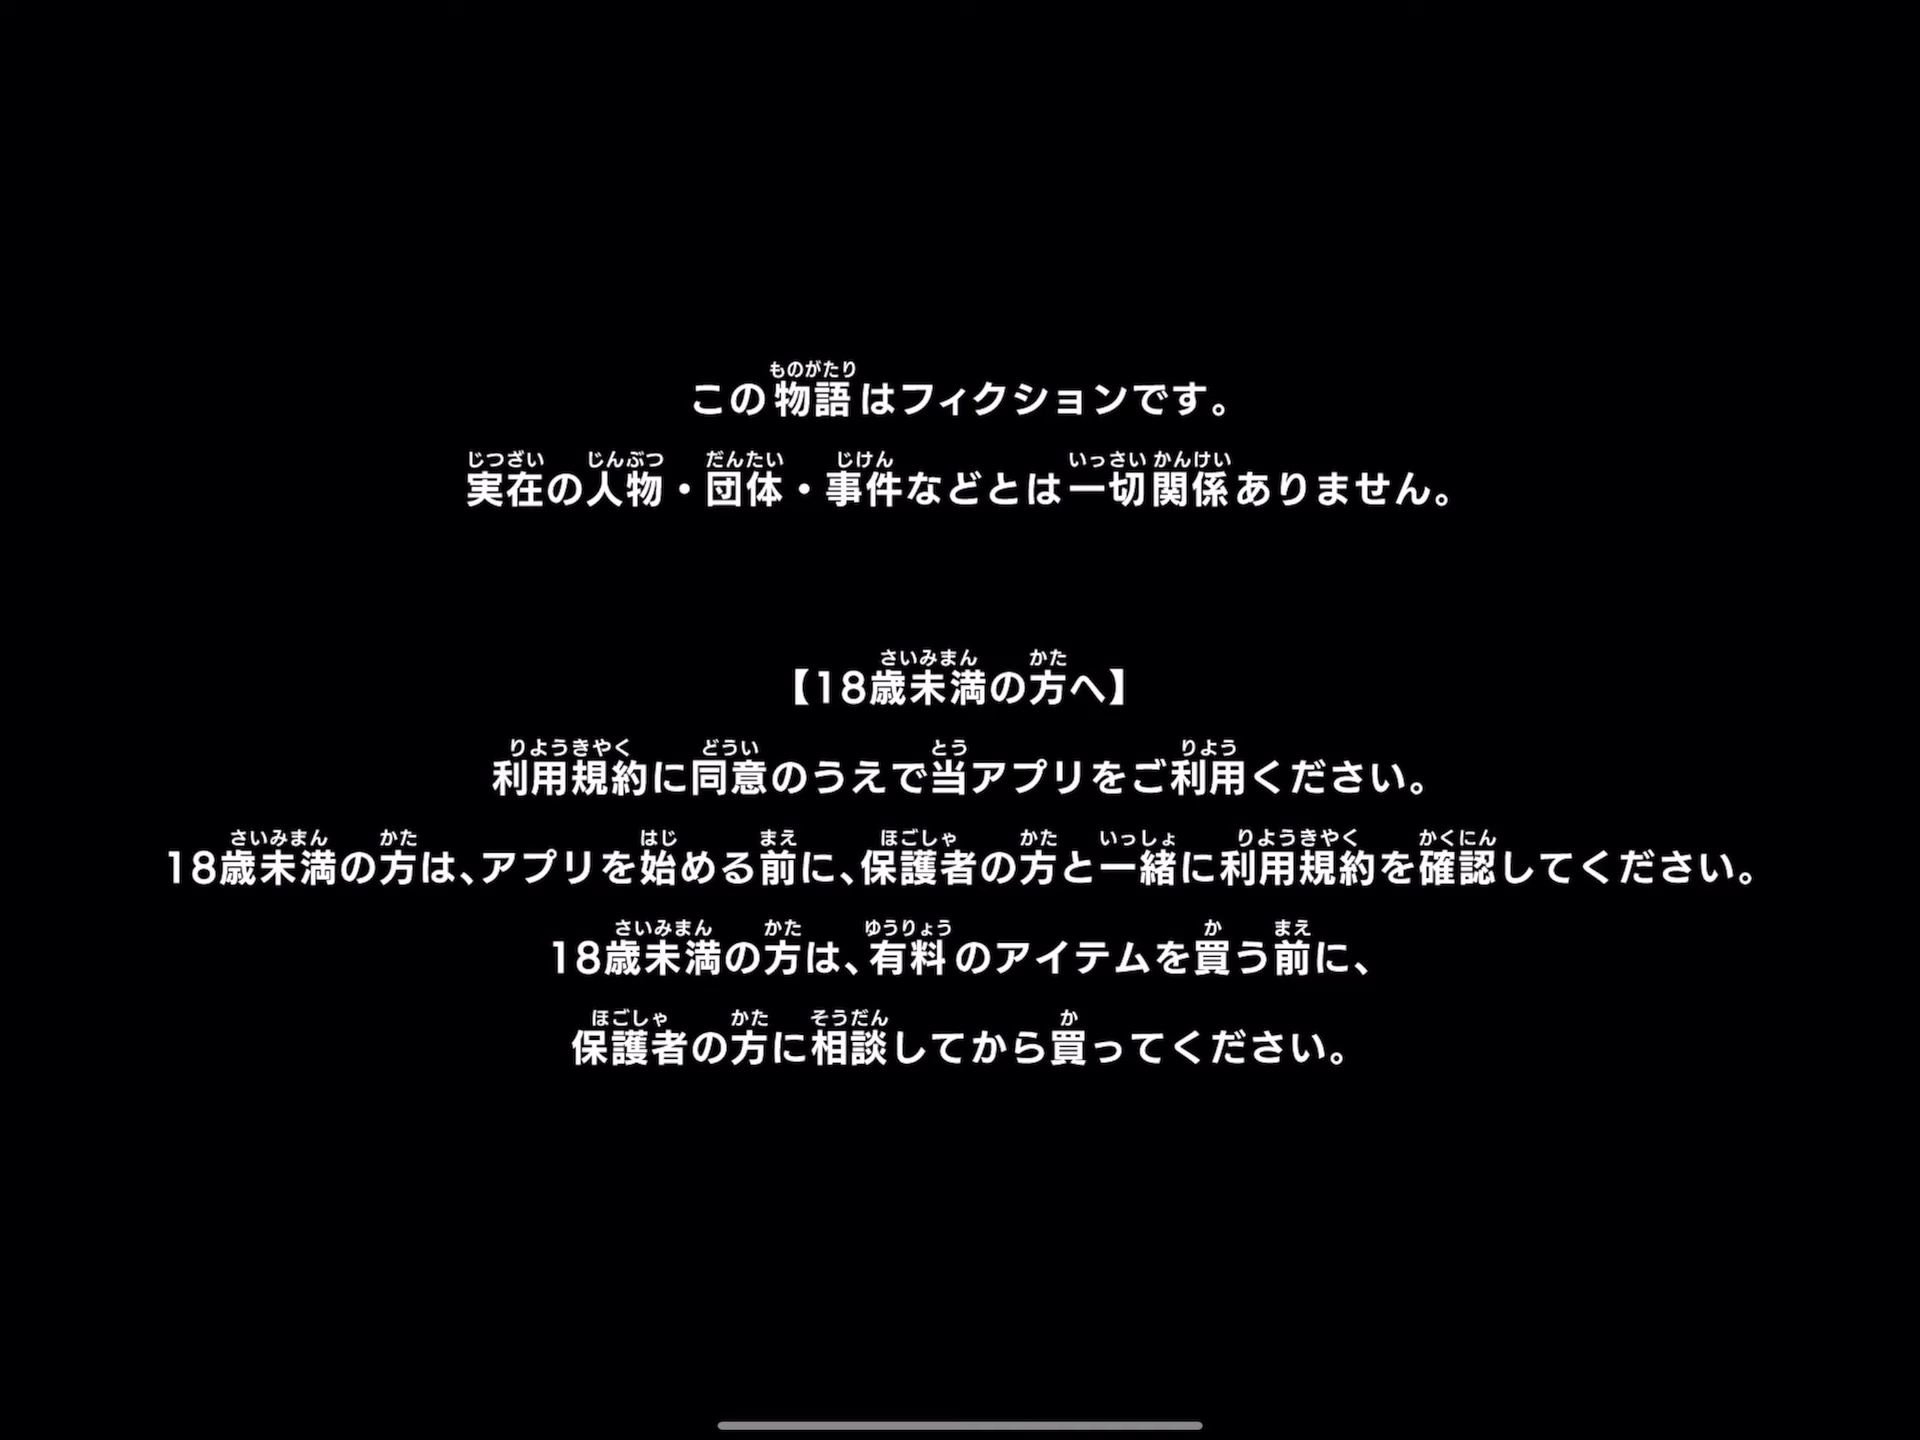 この物語はフィクションです。
実在の人物・団体・事件などとは一切関係ありません。
【18歳未満の方へ】
利用規約に同意のうえで当アプリをご利用ください。
18歳未満の方は、アプリを始める前に、保護者の方と一緒に利用規約を確認してください。
18歳未満の方は、有料のアイテムを買う前に、
保護者の方に相談してから買ってください。